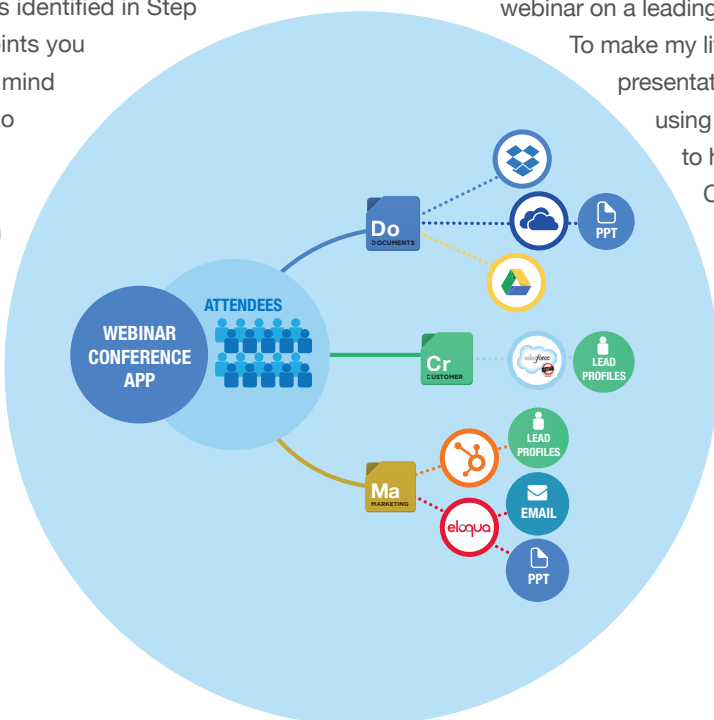 s identified in Step
ints you
mind
o
webinar on a leading
To make my li
presentat
using
to h
C
WEBINAR
CONFERENCE
APP
ATTENDEES
Do
DOCUMENTS
PPT
Cr
CUSTOMER
salesforce
LEAD
PROFILES
Ma
MARKETING
LEAD
PROFILES
eloqua
EMAIL
PPT